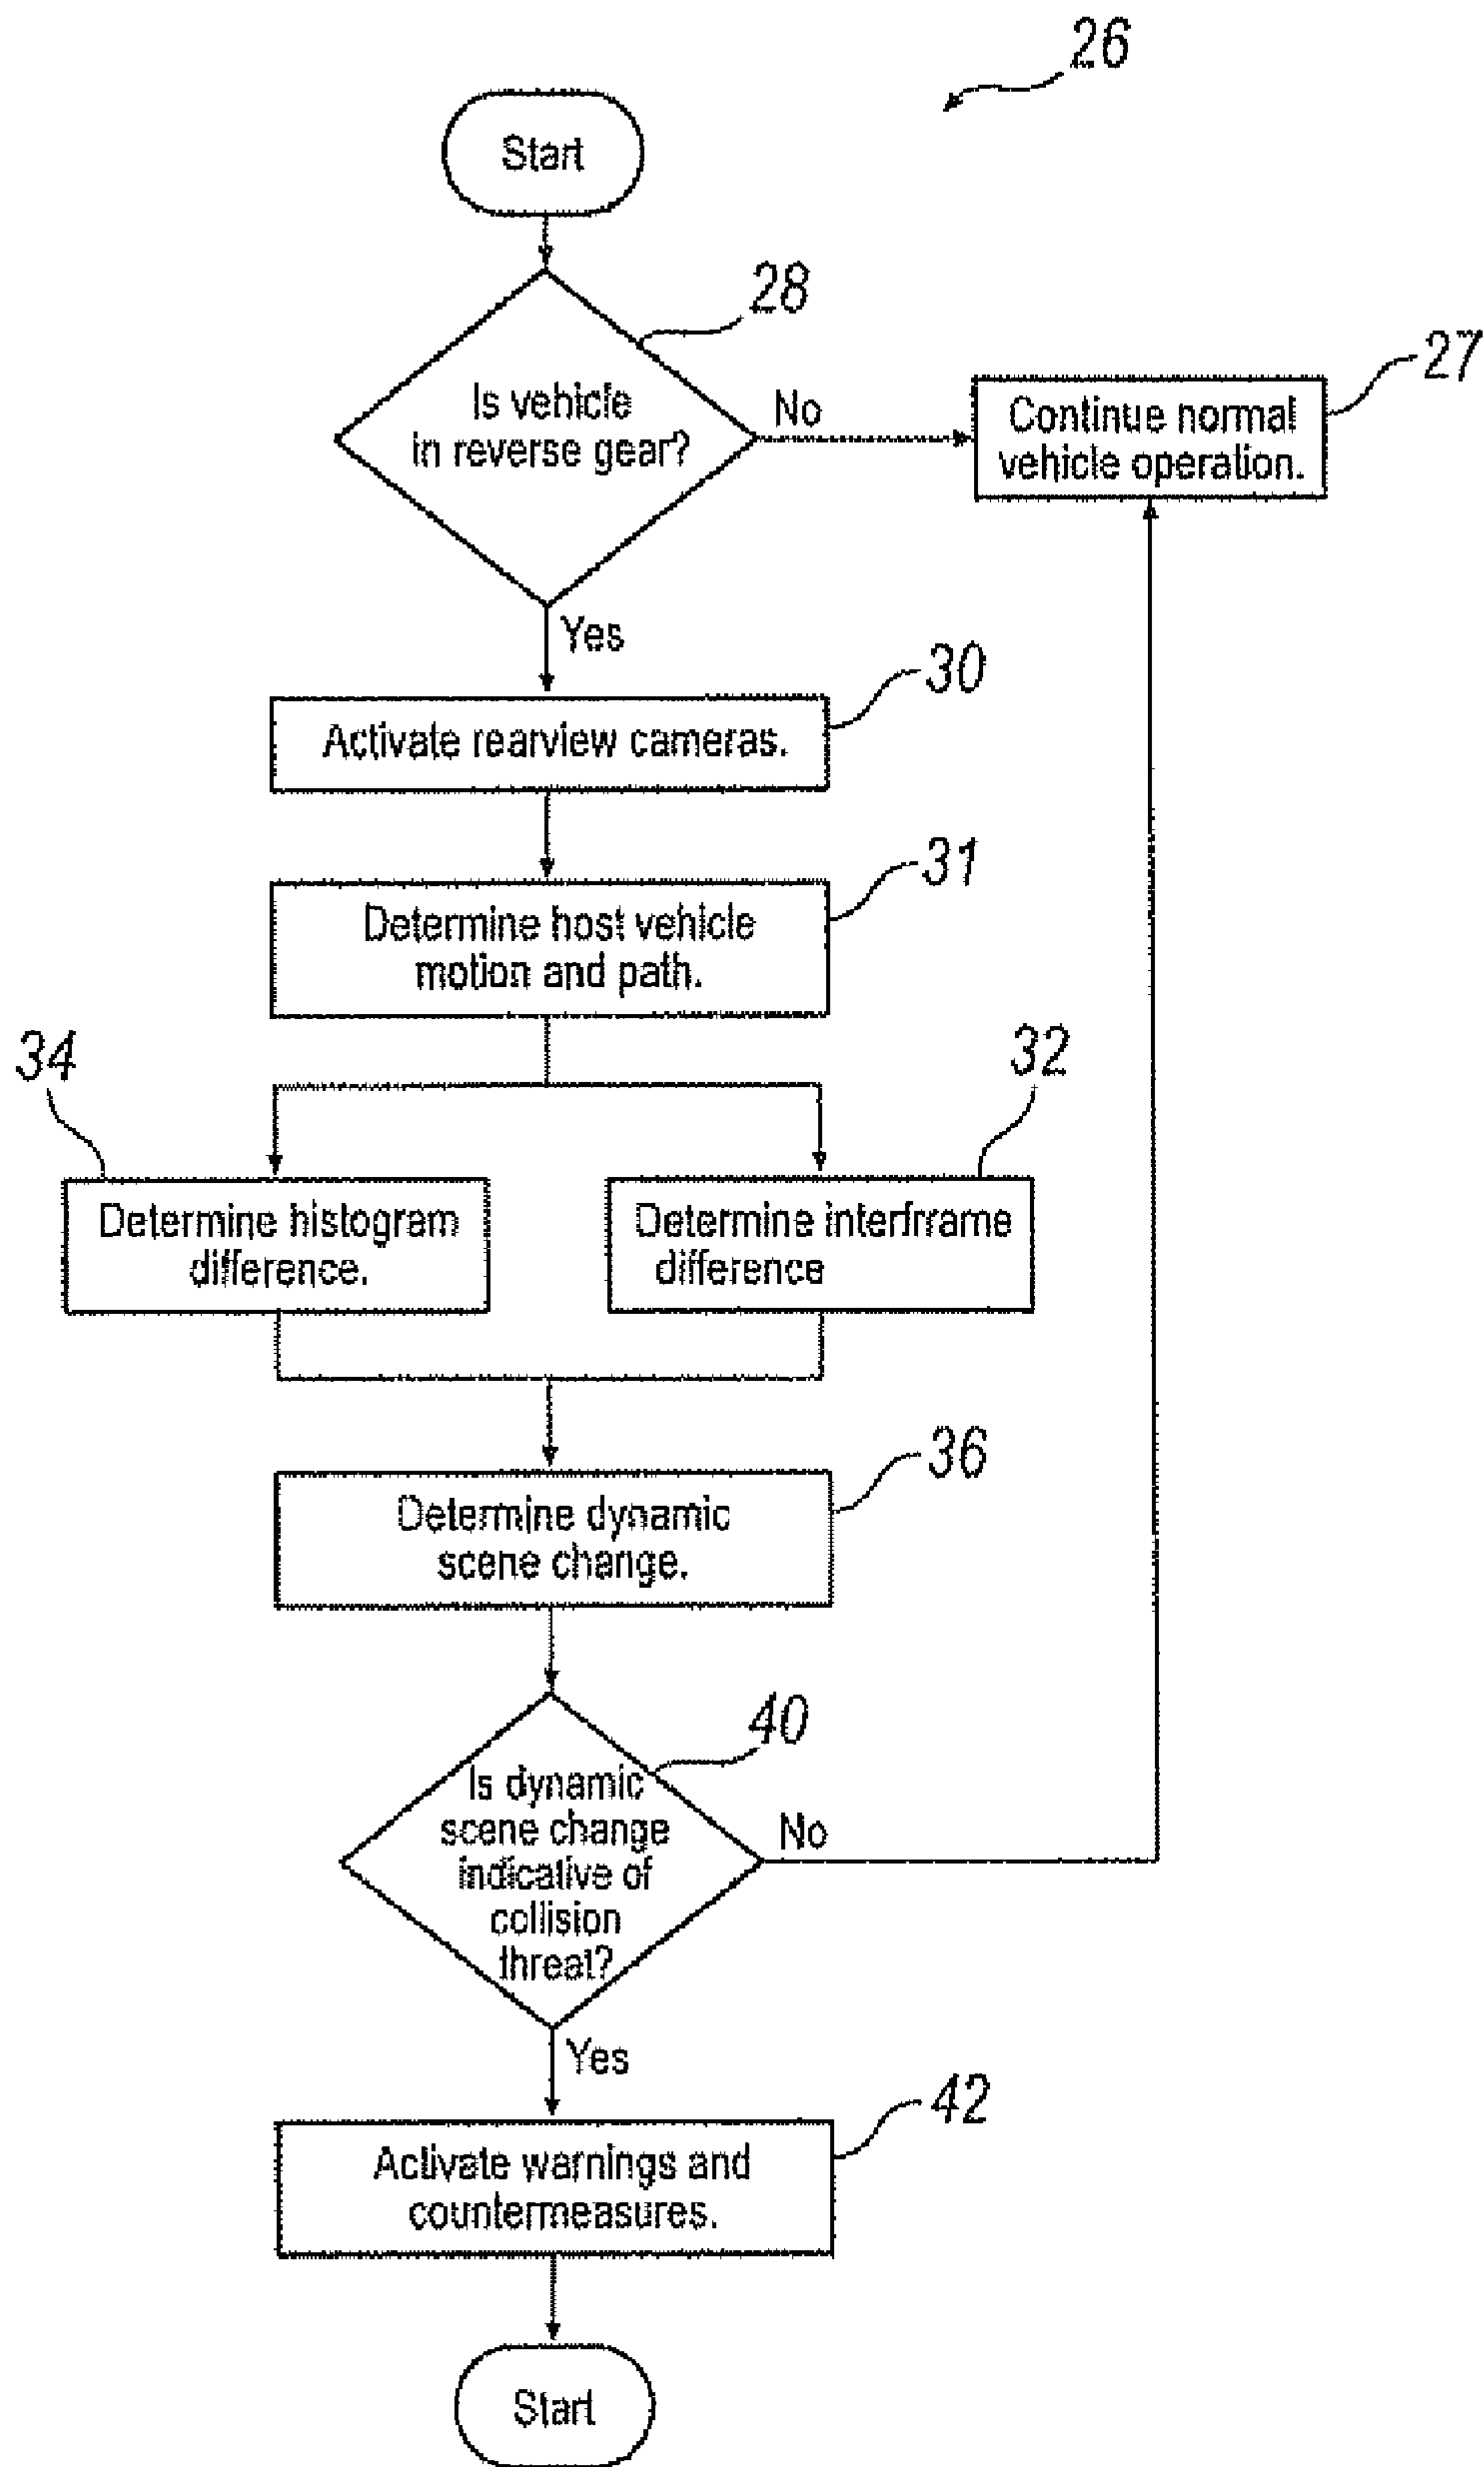 26
Start
28
Is vehicle
in reverse gear?
No
27
Continue normal
vehicle operation.
Yes
30
Activate rearview cameras.
31
Determine host vehicle
motion and path.
34
32
Determine histogram
difference.
Determine interfrrame
difference
36
Determine dynamic
scene change.
40
Is dynamic
scene change
indicative of
collision
threat?
No
Yes
42
Activate warnings and
countermeasures.
Start